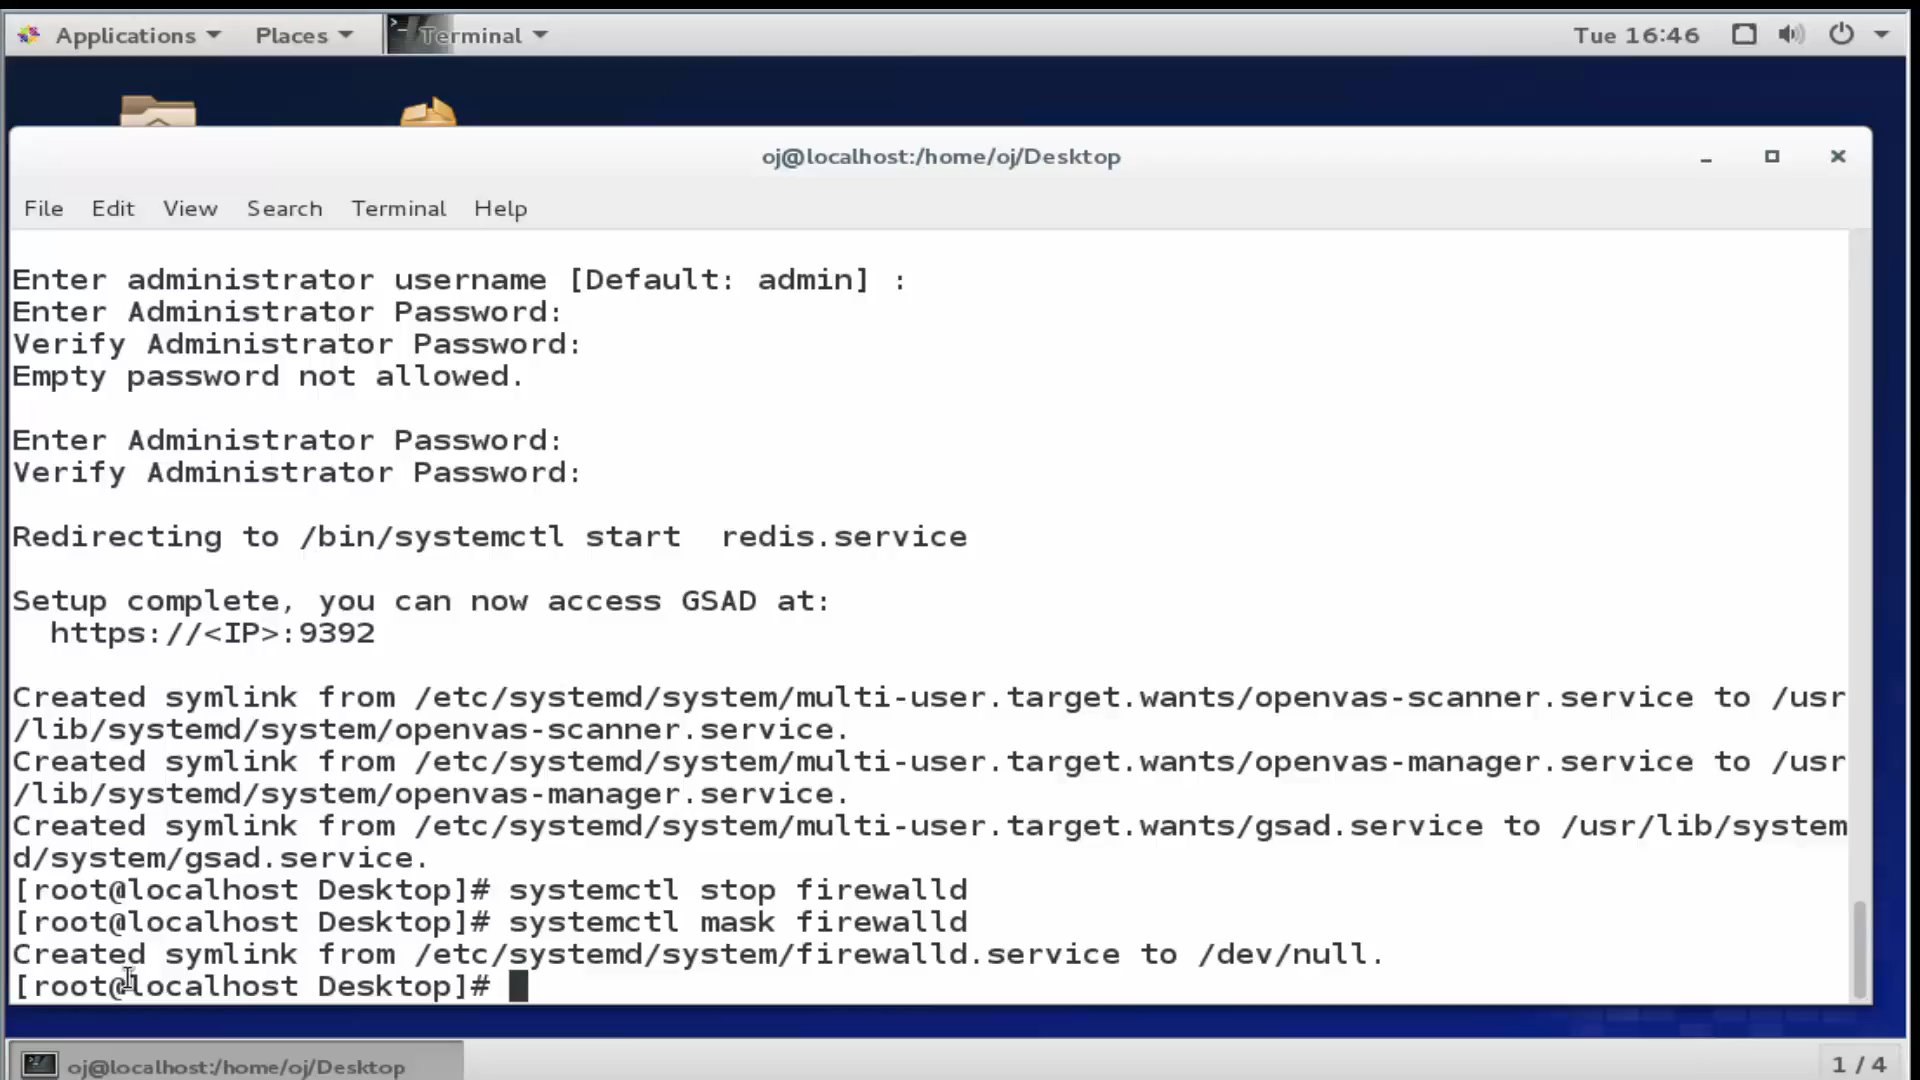 Applications Places Terminal Tue 16:46
oj@localhost:/home/oj/Desktop
File Edit View Search Terminal Help
Enter administrator username [Default: admin] :
Enter Administrator Password:
Verify Administrator Password:
Empty password not allowed.
Enter Administrator Password:
Verify Administrator Password:
Redirecting to /bin/systemctl start  redis.service
Setup complete, you can now access GSAD at:
  https://<IP>:9392
Created symlink from /etc/systemd/system/multi-user.target.wants/openvas-scanner.service to /usr
/lib/systemd/system/openvas-scanner.service.
Created symlink from /etc/systemd/system/multi-user.target.wants/openvas-manager.service to /usr
/lib/systemd/system/openvas-manager.service.
Created symlink from /etc/systemd/system/multi-user.target.wants/gsad.service to /usr/lib/system
d/system/gsad.service.
[root@localhost Desktop]# systemctl stop firewalld
[root@localhost Desktop]# systemctl mask firewalld
Created symlink from /etc/systemd/system/firewalld.service to /dev/null.
[root@localhost Desktop]#
oj@localhost:/home/oj/Desktop 1 / 4